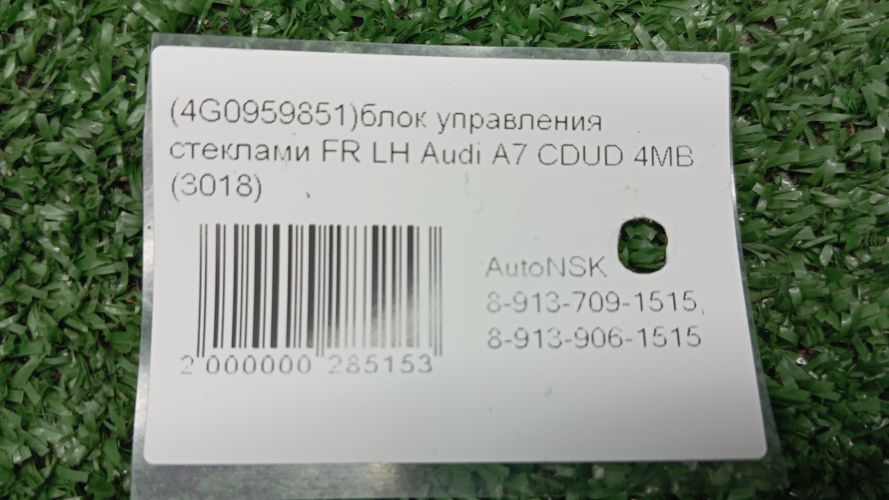 (4G0959851)блок управления
стеклами FR LH Audi A7 CDUD 4MB
(3018)
AutoNSK
8-913-709-1515,
8-913-906-1515
2 000000 285153